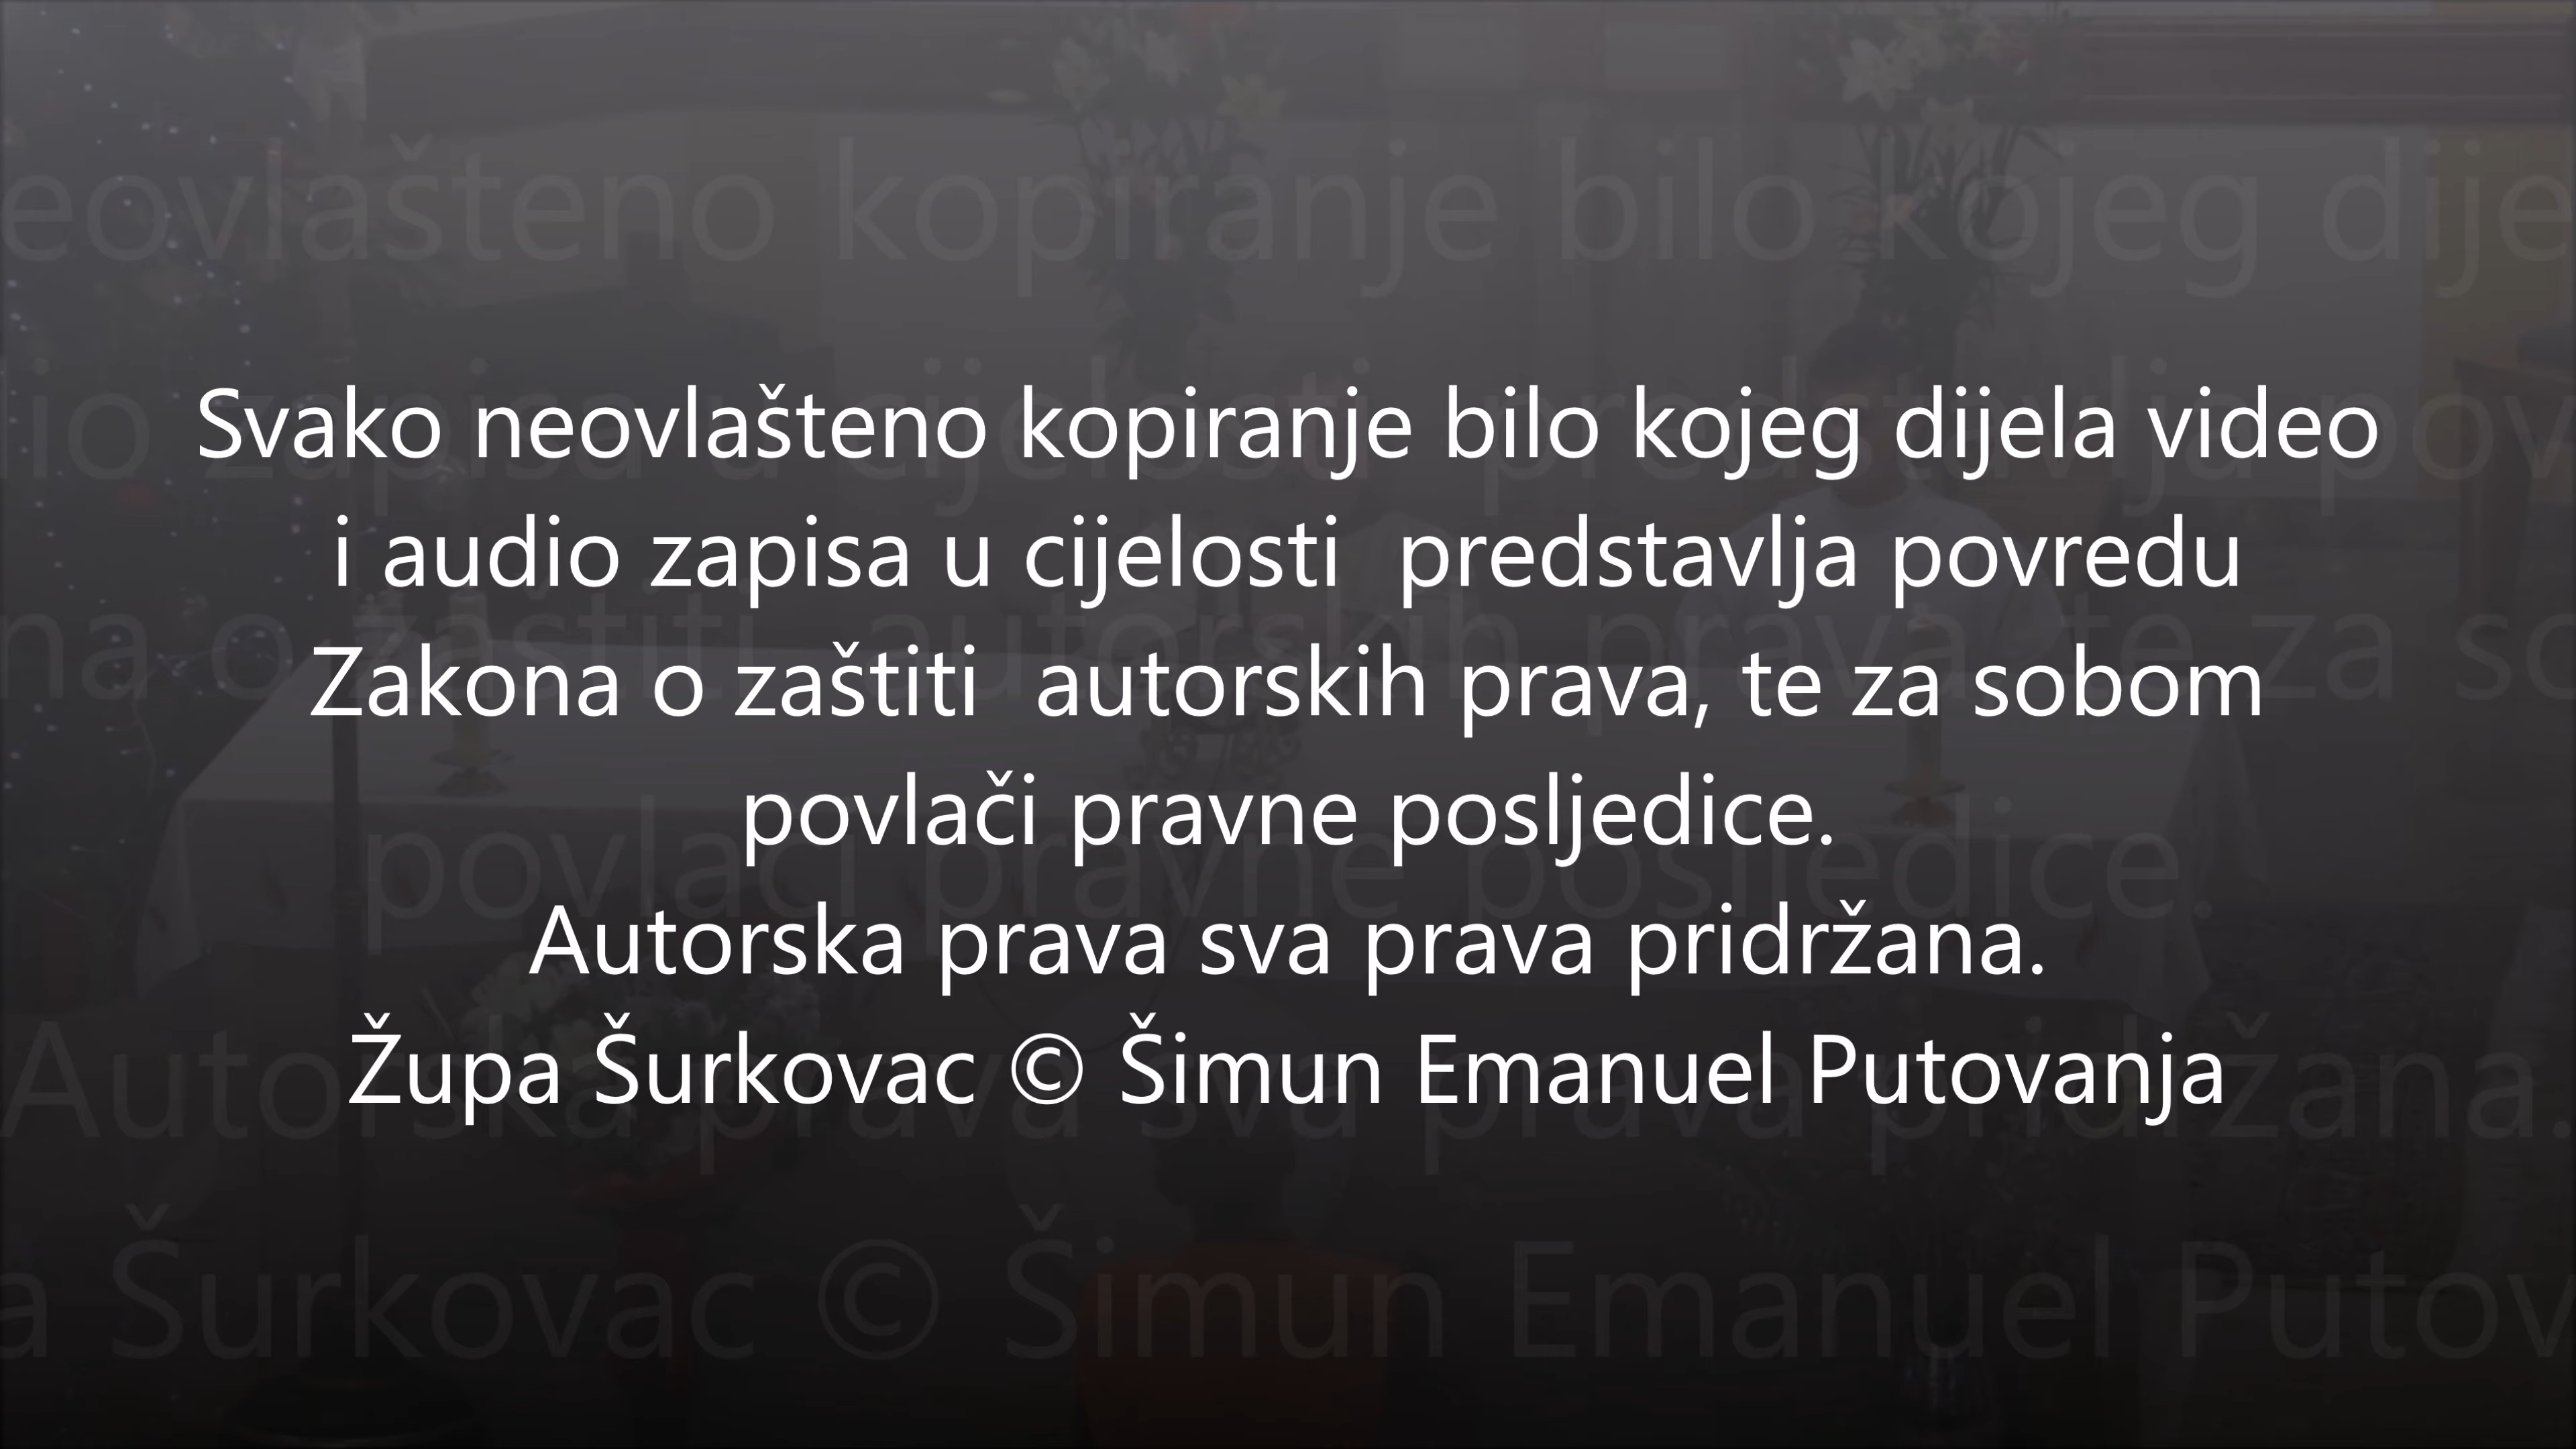 Svako neovlašteno kopiranje bilo kojeg dijela video
i audio zapisa u cijelosti  predstavlja povredu
Zakona o zaštiti  autorskih prava, te za sobom
povlači pravne posljedice.
Autorska prava sva prava pridržana.
Župa Šurkovac © Šimun Emanuel Putovanja